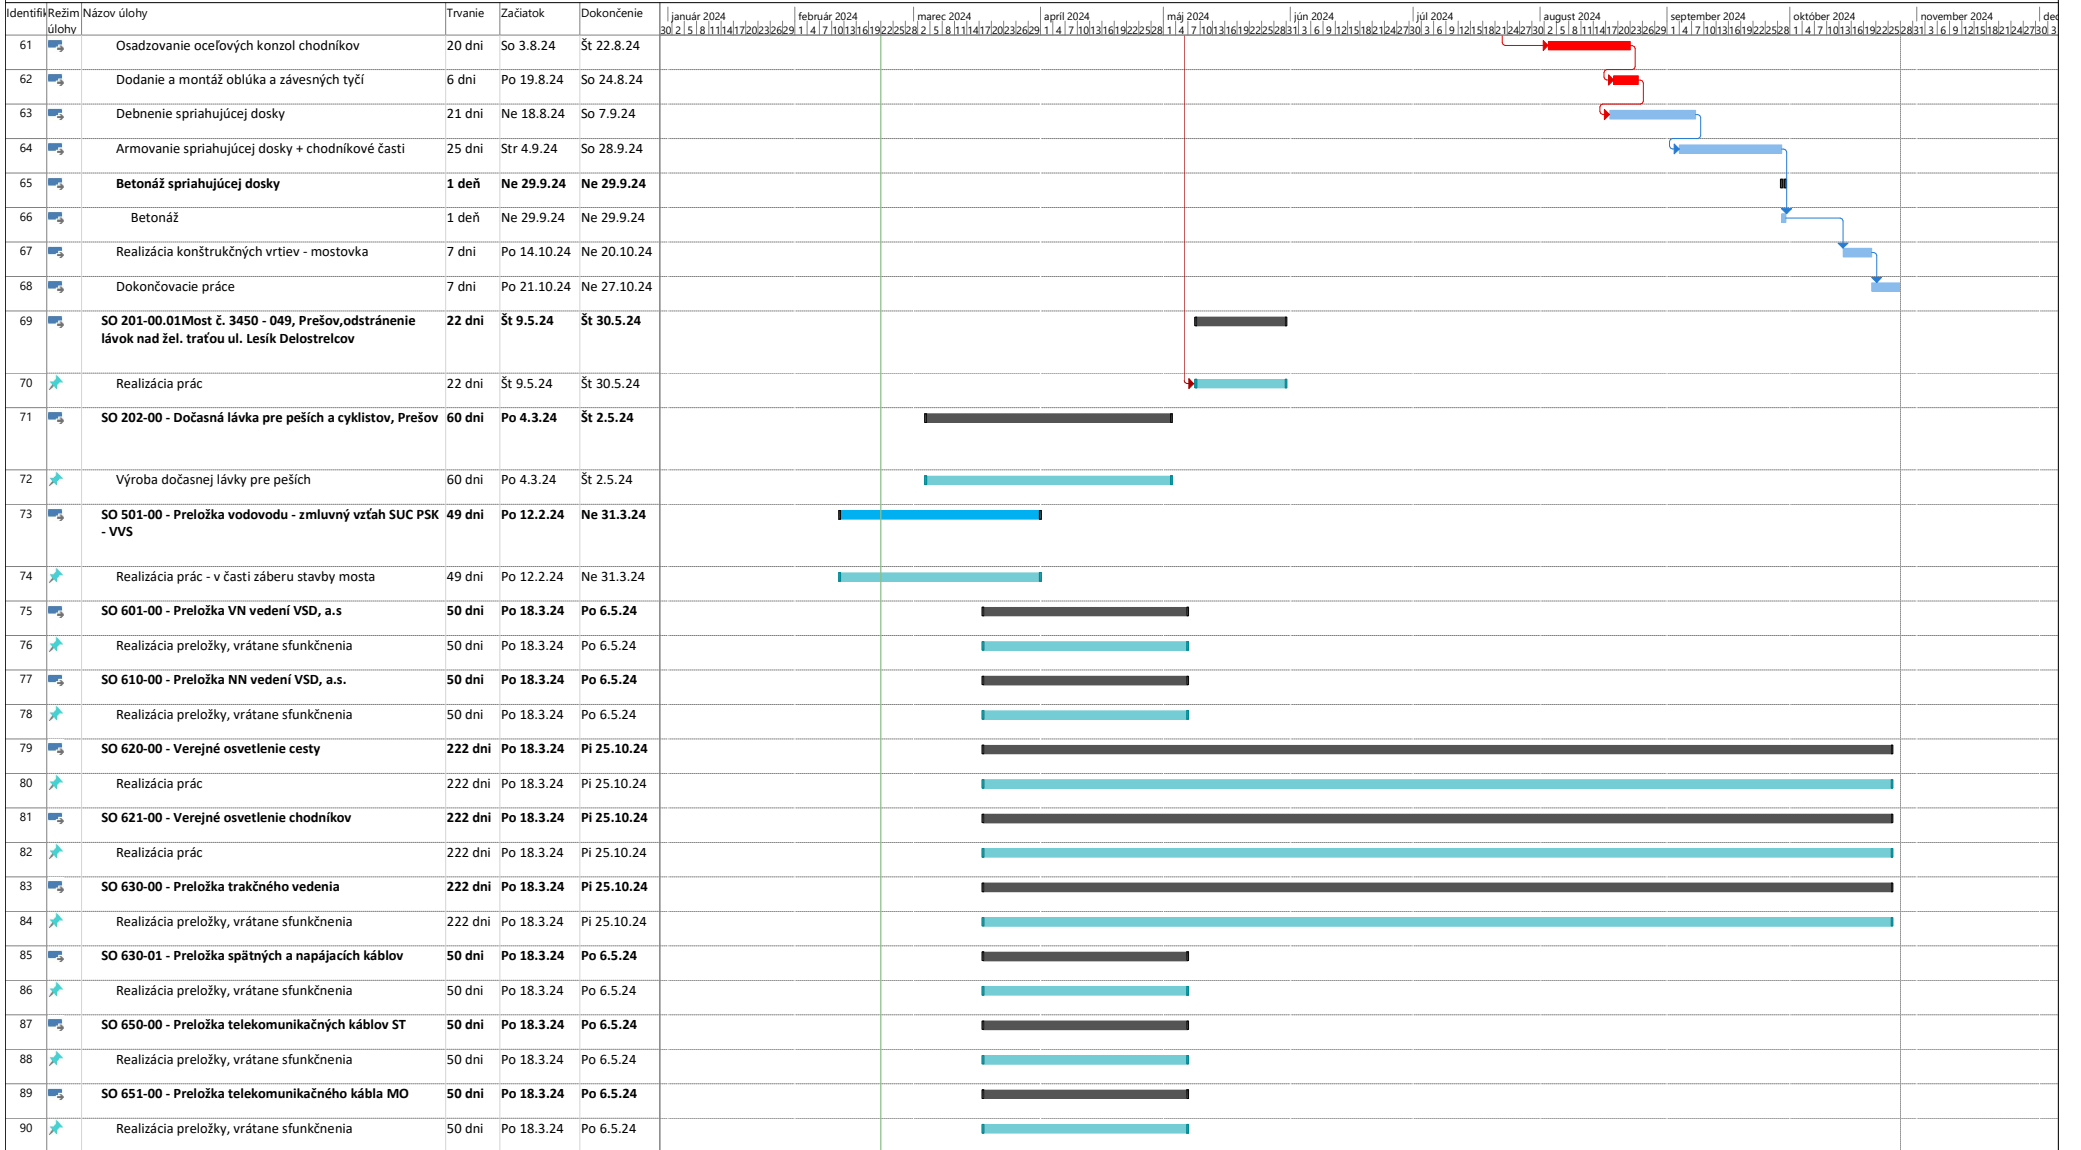 Identifik Režim úlohy Názov úlohy Trvanie Začiatok Dokončenie
január 2024 február 2024 marec 2024 apríl 2024 máj 2024 jún 2024 júl 2024 august 2024 september 2024 október 2024 november 2024 dec
61 Osadzovanie oceľových konzol chodníkov 20 dni So 3.8.24 Št 22.8.24
62 Dodanie a montáž oblúka a závesných tyčí 6 dni Po 19.8.24 So 24.8.24
63 Debnenie spriahujúcej dosky 21 dni Ne 18.8.24 So 7.9.24
64 Armovanie spriahujúcej dosky + chodníkové časti 25 dni Str 4.9.24 So 28.9.24
65 Betonáž spriahujúcej dosky 1 deň Ne 29.9.24 Ne 29.9.24
66 Betonáž 1 deň Ne 29.9.24 Ne 29.9.24
67 Realizácia konštrukčných vrtiev - mostovka 7 dni Po 14.10.24 Ne 20.10.24
68 Dokončovacie práce 7 dni Po 21.10.24 Ne 27.10.24
69 SO 201-00.01Most č. 3450 - 049, Prešov,odstránenie 22 dni Št 9.5.24 Št 30.5.24
lávok nad žel. traťou ul. Lesík Delostrelcov
70 Realizácia prác 22 dni Št 9.5.24 Št 30.5.24
71 SO 202-00 - Dočasná lávka pre peších a cyklistov, Prešov 60 dni Po 4.3.24 Št 2.5.24
72 Výroba dočasnej lávky pre peších 60 dni Po 4.3.24 Št 2.5.24
73 SO 501-00 - Preložka vodovodu - zmluvný vzťah SUC PSK 49 dni Po 12.2.24 Ne 31.3.24
- VVS
74 Realizácia prác - v časti záberu stavby mosta 49 dni Po 12.2.24 Ne 31.3.24
75 SO 601-00 - Preložka VN vedení VSD, a.s 50 dni Po 18.3.24 Po 6.5.24
76 Realizácia preložky, vrátane sfunkčnenia 50 dni Po 18.3.24 Po 6.5.24
77 SO 610-00 - Preložka NN vedení VSD, a.s. 50 dni Po 18.3.24 Po 6.5.24
78 Realizácia preložky, vrátane sfunkčnenia 50 dni Po 18.3.24 Po 6.5.24
79 SO 620-00 - Verejné osvetlenie cesty 222 dni Po 18.3.24 Pi 25.10.24
80 Realizácia prác 222 dni Po 18.3.24 Pi 25.10.24
81 SO 621-00 - Verejné osvetlenie chodníkov 222 dni Po 18.3.24 Pi 25.10.24
82 Realizácia prác 222 dni Po 18.3.24 Pi 25.10.24
83 SO 630-00 - Preložka trakčného vedenia 222 dni Po 18.3.24 Pi 25.10.24
84 Realizácia preložky, vrátane sfunkčnenia 222 dni Po 18.3.24 Pi 25.10.24
85 SO 630-01 - Preložka spätných a napájacích káblov 50 dni Po 18.3.24 Po 6.5.24
86 Realizácia preložky, vrátane sfunkčnenia 50 dni Po 18.3.24 Po 6.5.24
87 SO 650-00 - Preložka telekomunikačných káblov ST 50 dni Po 18.3.24 Po 6.5.24
88 Realizácia preložky, vrátane sfunkčnenia 50 dni Po 18.3.24 Po 6.5.24
89 SO 651-00 - Preložka telekomunikačného kábla MO 50 dni Po 18.3.24 Po 6.5.24
90 Realizácia preložky, vrátane sfunkčnenia 50 dni Po 18.3.24 Po 6.5.24